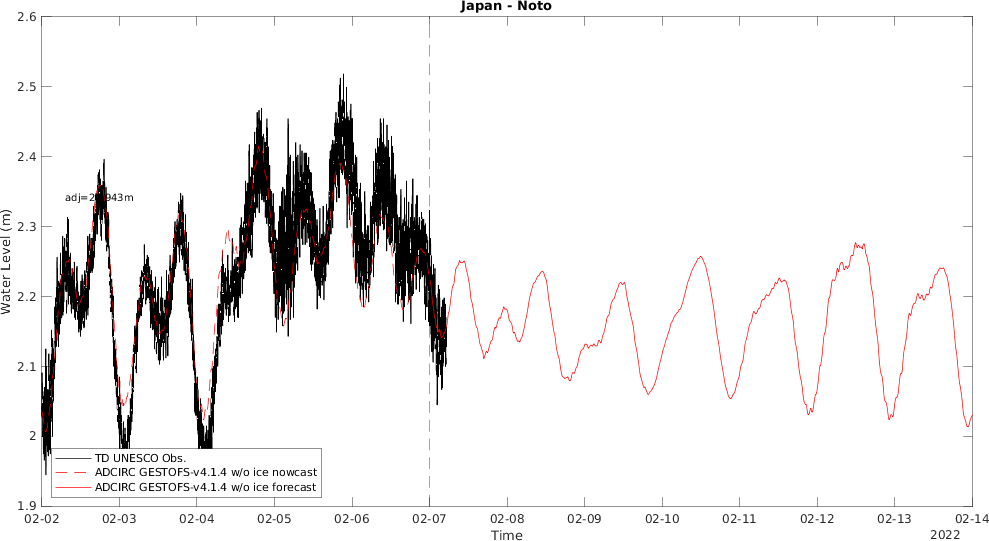 Japan - Noto
2.6
2.5
2.4
2.3
2.2
2.1
2
1.9
Water Level (m)
TD UNESCO Obs.
ADCIRC GESTOFS-v4.1.4 w/o ice nowcast
ADCIRC GESTOFS-v4.1.4 w/o ice forecast
02-02 02-03 02-04 02-05 02-06 02-07 02-08 02-09 02-10 02-11 02-12 02-13 02-14
Time
2022